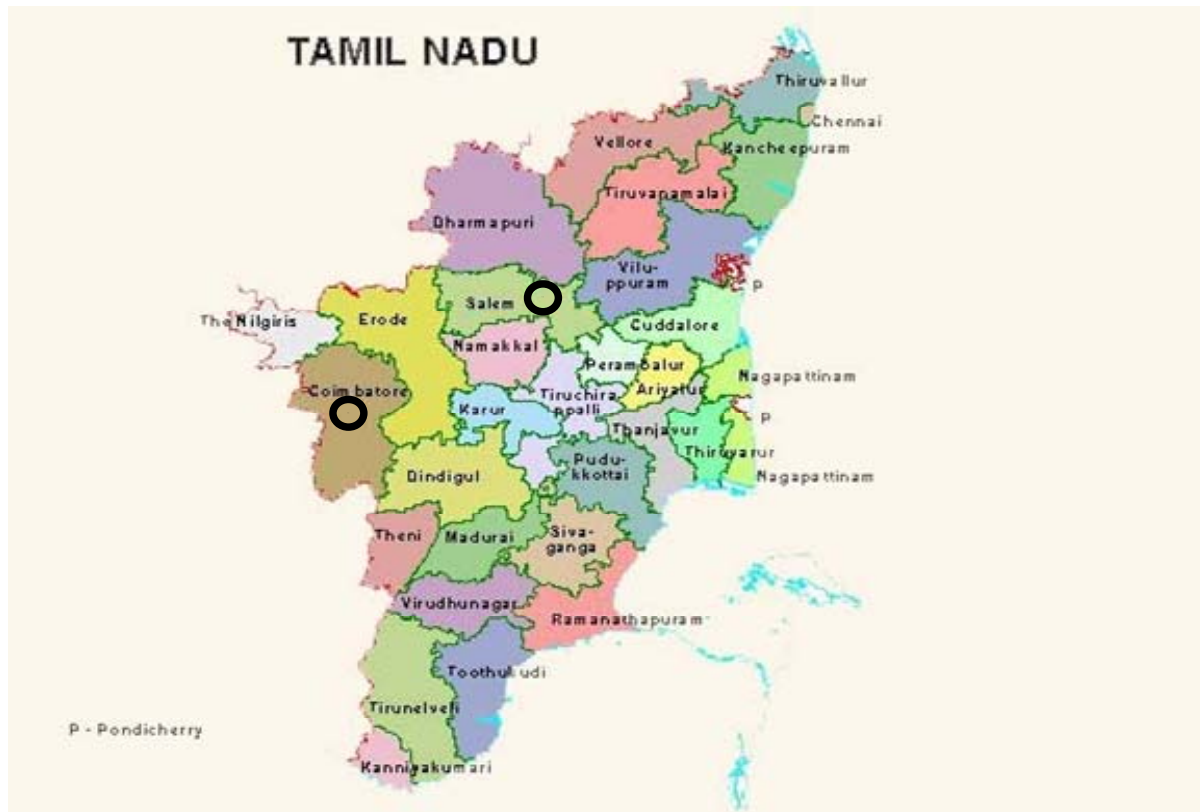 TAMIL NADU
Thiruvallur
Chennai
Vellore
Kancheepuram
Tiruvanamalai
Dharmapuri
Vilu-
ppuram
P
Salem
The Nilgiris
Erode
Cuddalore
Namakkal
Perambalur
Nagapattinam
Coimbatore
Ariyalur
Tiruchira
ppalli
Karur
P
Thanjavur
Thiruvarur
Pudu-
kkottai
Dindigul
Nagapattinam
Theni
Madurai
Siva-
ganga
Virudhunagar
Ramanathapuram
Toothukudi
Tirunelveli
P - Pondicherry
Kanniyakumari